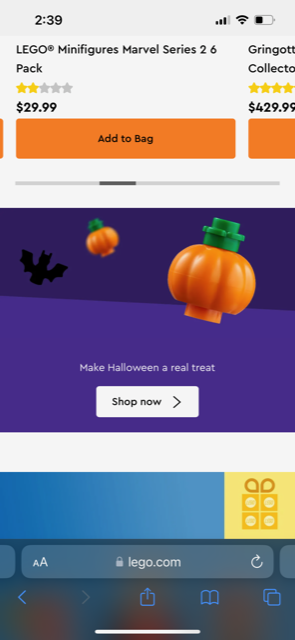 2:39
LEGO® Minifigures Marvel Series 2 6
Pack
$29.99
Add to Bag
Gringott
Collecto
$429.99
Make Halloween a real treat
Shop now
AA
lego.com